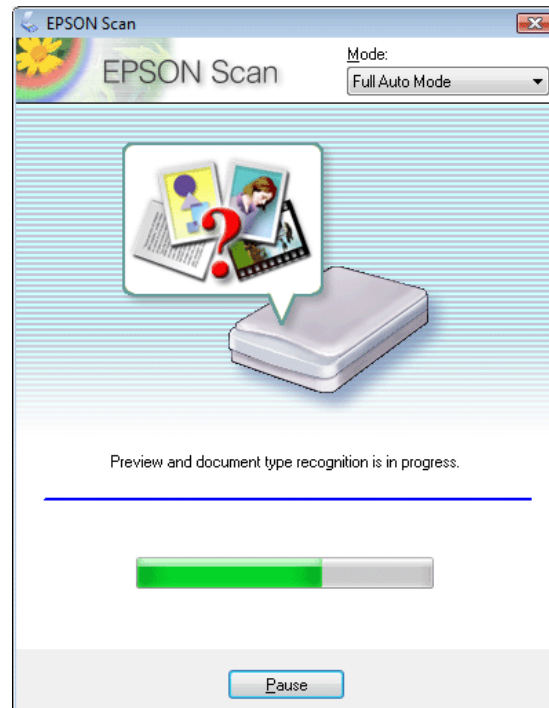 EPSON Scan
EPSON Scan
Mode:
Full Auto Mode
Preview and document type recognition is in progress.
Pause